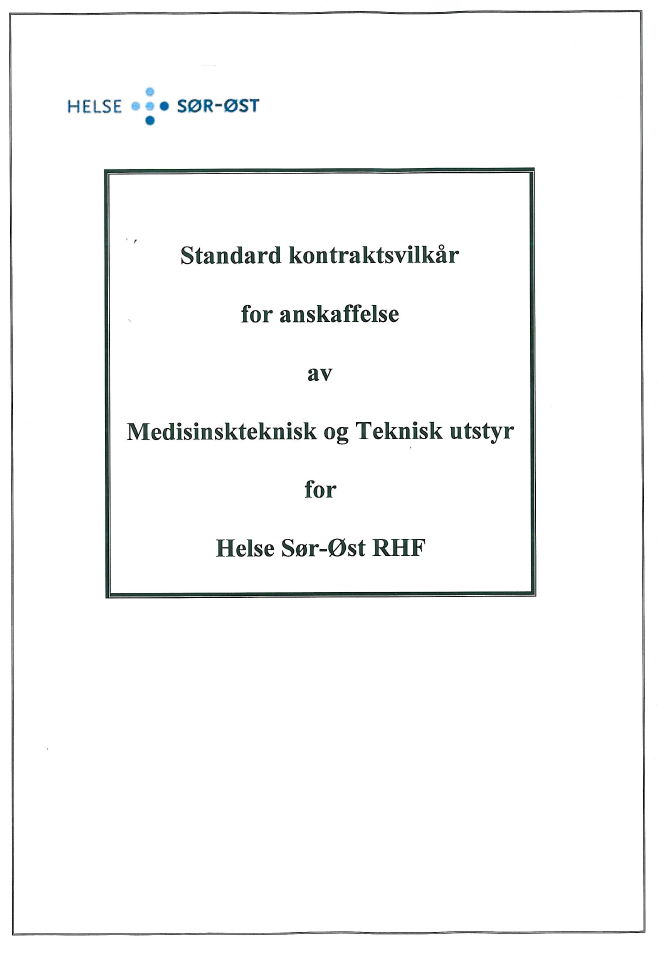 HELSE SØR-ØST
Standard kontraktsvilkår
for anskaffelse
av
Medisinskteknisk og Teknisk utstyr
for
Helse Sør-Øst RHF